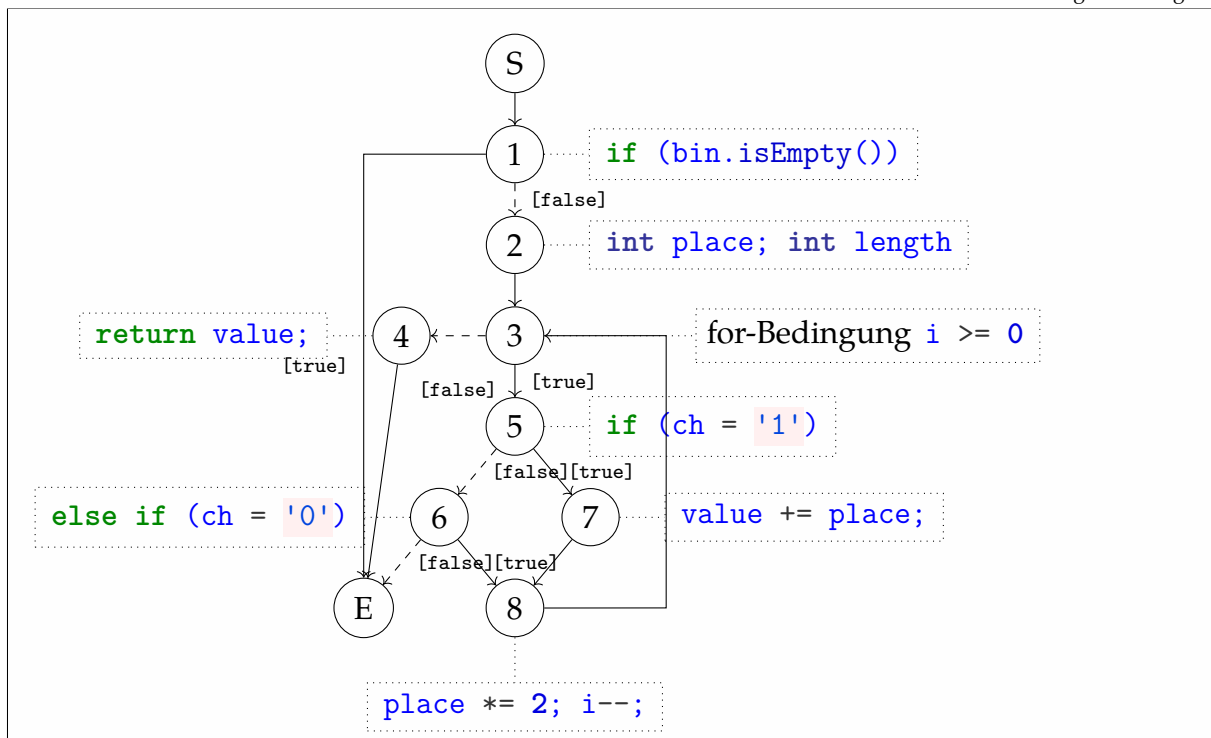 S
1
if (bin.isEmpty())
[false]
2
int place; int length
return value;
4
3
for-Bedingung i >= 0
[true]
[false]
[true]
5
if (ch = '1')
[false][true]
else if (ch = '0')
6
7
value += place;
[false][true]
E
8
place *= 2; i--;